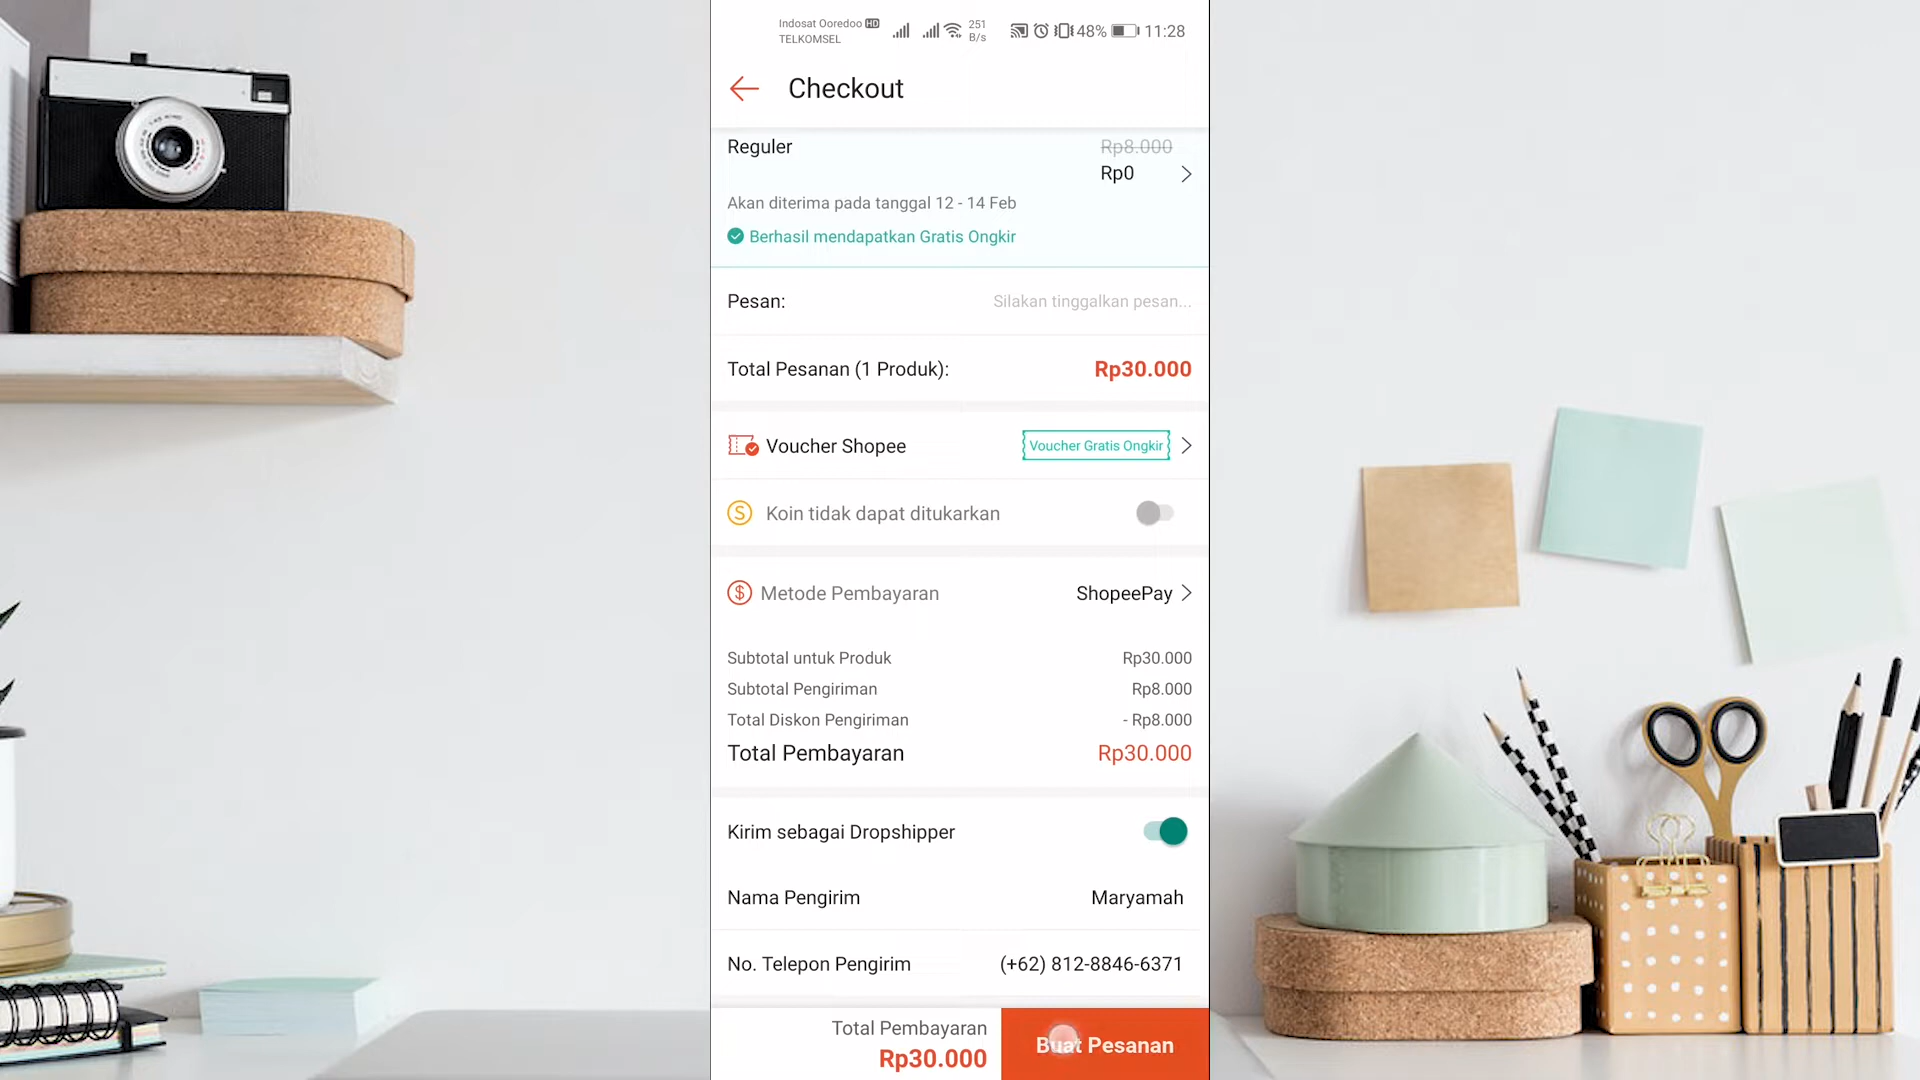 Indosat Ooredoo HD
TELKOMSEL
251
B/s
48%
11:28
Checkout
Reguler
Rp8.000
Rp0
Akan diterima pada tanggal 12 - 14 Feb
Berhasil mendapatkan Gratis Ongkir
Pesan:
Silakan tinggalkan pesan...
Total Pesanan (1 Produk):
Rp30.000
Voucher Shopee
Voucher Gratis Ongkir
Koin tidak dapat ditukarkan
Metode Pembayaran
ShopeePay
Subtotal untuk Produk
Rp30.000
Subtotal Pengiriman
Rp8.000
Total Diskon Pengiriman
- Rp8.000
Total Pembayaran
Rp30.000
Kirim sebagai Dropshipper
Nama Pengirim
Maryamah
No. Telepon Pengirim
(+62) 812-8846-6371
Total Pembayaran
Rp30.000
Buat Pesanan